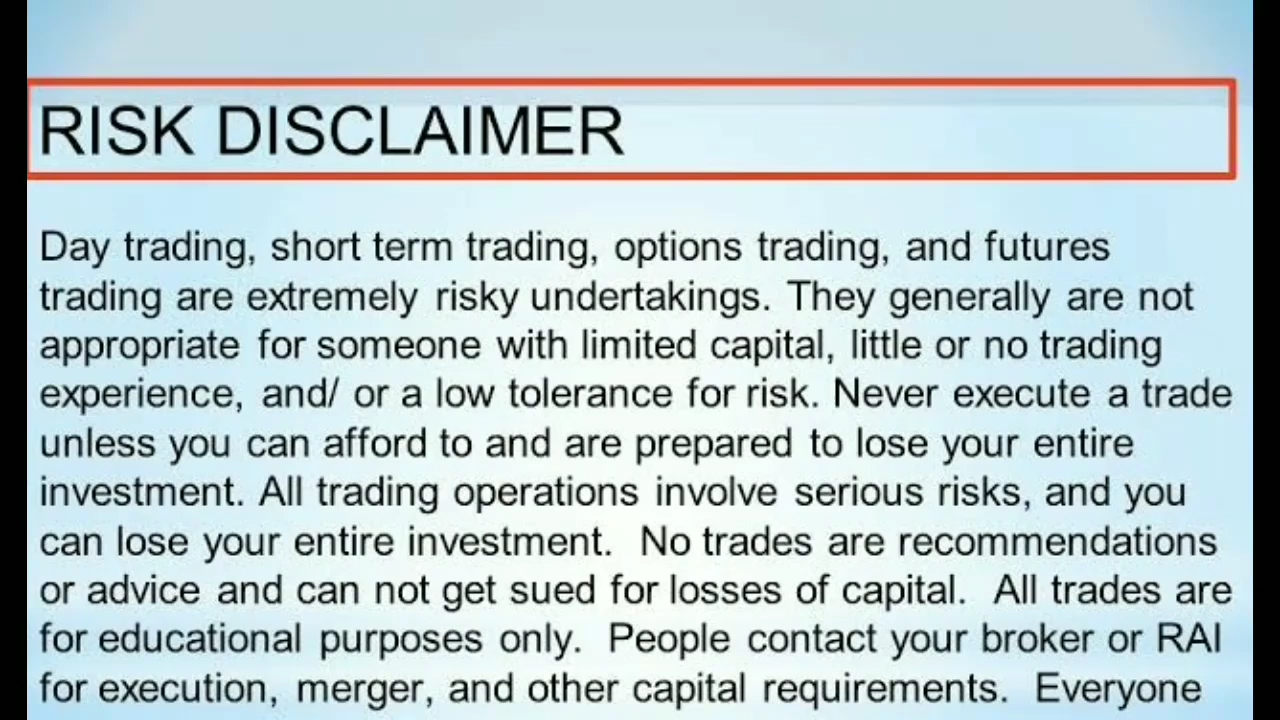 RISK DISCLAIMER
Day trading, short term trading, options trading, and futures
trading are extremely risky undertakings. They generally are not
appropriate for someone with limited capital, little or no trading
experience, and/ or a low tolerance for risk. Never execute a trade
unless you can afford to and are prepared to lose your entire
investment. All trading operations involve serious risks, and you
can lose your entire investment. No trades are recommendations
or advice and can not get sued for losses of capital. All trades are
for educational purposes only. People contact your broker or RAI
for execution, merger, and other capital requirements. Everyone